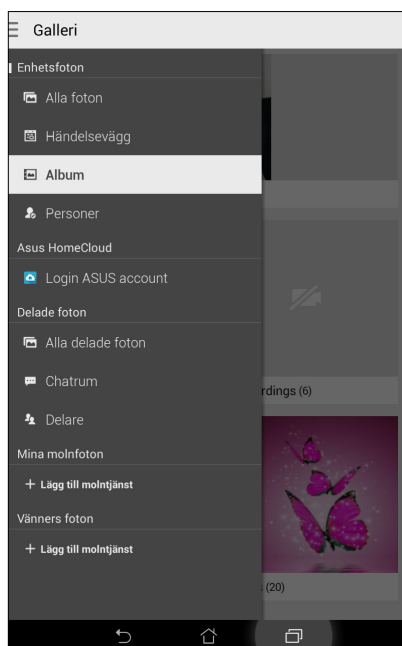 Galleri
Enhetsfoton
Alla foton
Händelsevägg
Album
Personer
Asus HomeCloud
Login ASUS account
Delade foton
Alla delade foton
Chatrum
rdings (6)
Delare
Mina molnfoton
+ Lägg till molntjänst
Vänners foton
+ Lägg till molntjänst
(20)